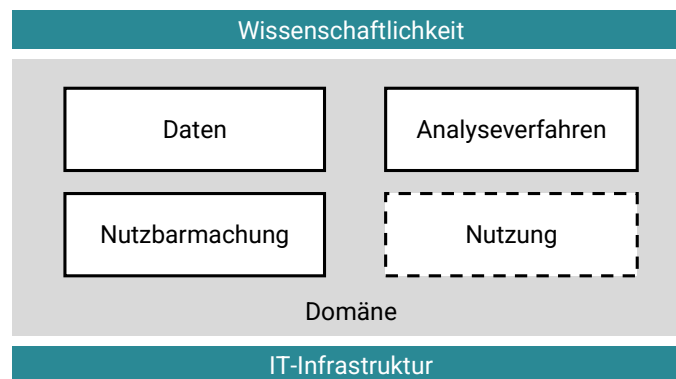 Wissenschaftlichkeit
Daten
Analyseverfahren
Nutzbarmachung
Nutzung
Domäne
IT-Infrastruktur